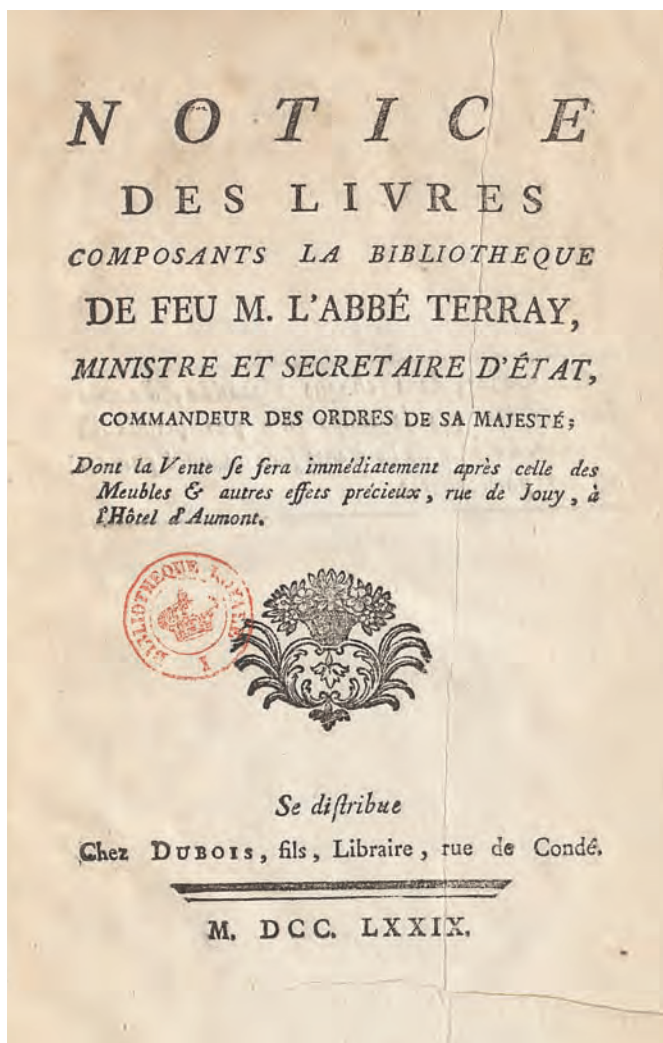 NOTICE
DES LIVRES
COMPOSANTS LA BIBLIOTHEQUE
DE FEU M. L'ABBÉ TERRAY,
MINISTRE ET SECRETAIRE D'ÉTAT,
COMMANDEUR DES ORDRES DE SA MAJESTÉ;
Dont la Vente ſe fera immédiatement après celle des
Meubles & autres effets précieux, rue de Jouy, à
l'Hôtel d'Aumont.
BIBLIOTHEQUE ROYALE
I
Se diſtribue
Chez DUBOIS, fils, Libraire, rue de Condé.
M. DCC. LXXIX.